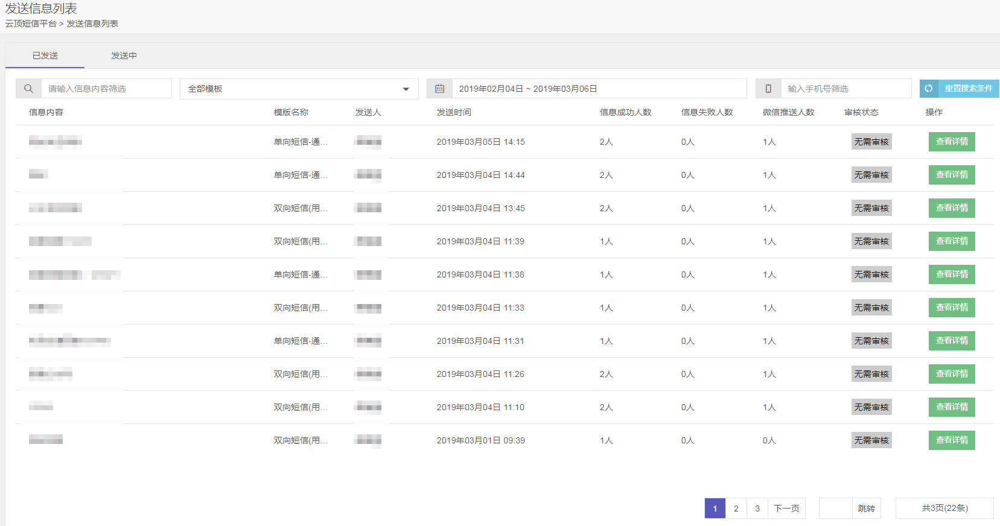 发送信息列表
云顶短信平台 > 发送信息列表
已发送 发送中
请输入信息内容筛选 全部模板 2019年02月04日 ~ 2019年03月06日 输入手机号筛选 重置搜索条件
信息内容 模版名称 发送人 发送时间 信息成功人数 信息失败人数 微信推送人数 审核状态 操作
单向短信-通... 2019年03月05日 14:15 2人 0人 1人 无需审核 查看详情
单向短信-通... 2019年03月04日 14:44 2人 0人 1人 无需审核 查看详情
双向短信(用... 2019年03月04日 13:45 2人 0人 1人 无需审核 查看详情
双向短信(用... 2019年03月04日 11:39 1人 0人 1人 无需审核 查看详情
单向短信-通... 2019年03月04日 11:38 1人 0人 1人 无需审核 查看详情
双向短信(用... 2019年03月04日 11:33 1人 0人 1人 无需审核 查看详情
单向短信-通... 2019年03月04日 11:31 1人 0人 1人 无需审核 查看详情
双向短信(用... 2019年03月04日 11:26 2人 0人 1人 无需审核 查看详情
双向短信(用... 2019年03月04日 11:10 2人 0人 1人 无需审核 查看详情
双向短信(用... 2019年03月01日 09:39 1人 0人 0人 无需审核 查看详情
1 2 3 下一页 跳转 共3页(22条)